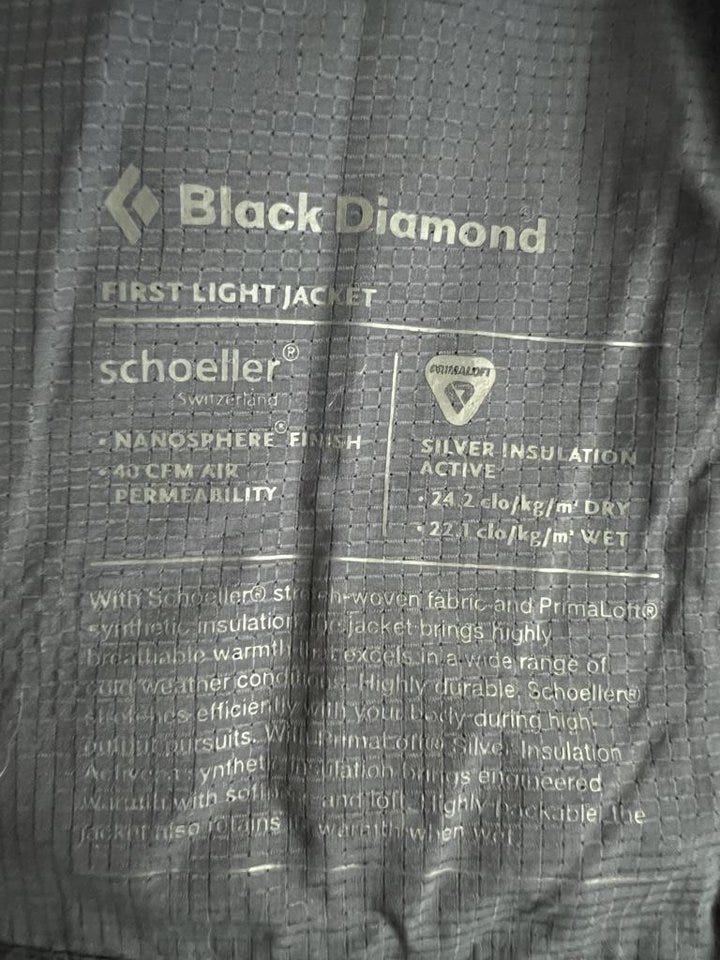 Black Diamond
FIRST LIGHT JACKET
schoeller®
Switzerland
• NANOSPHERE® FINISH
• 40 CFM AIR
PERMEABILITY
PRIMALOFT
SILVER INSULATION
ACTIVE
• 24.2 clo/kg/m² DRY
• 22.1 clo/kg/m² WET
With Schoeller® stretch-woven fabric and PrimaLoft®
synthetic insulation jacket brings highly
breathable warmth that excels in a wide range of
cold weather conditions. Highly durable Schoeller®
stretches efficiently with your body during high-
output pursuits. With PrimaLoft® Silver Insulation
Active synthetic insulation brings engineered
warmth with and loft. Highly packable, the
jacket also retains warmth when wet.